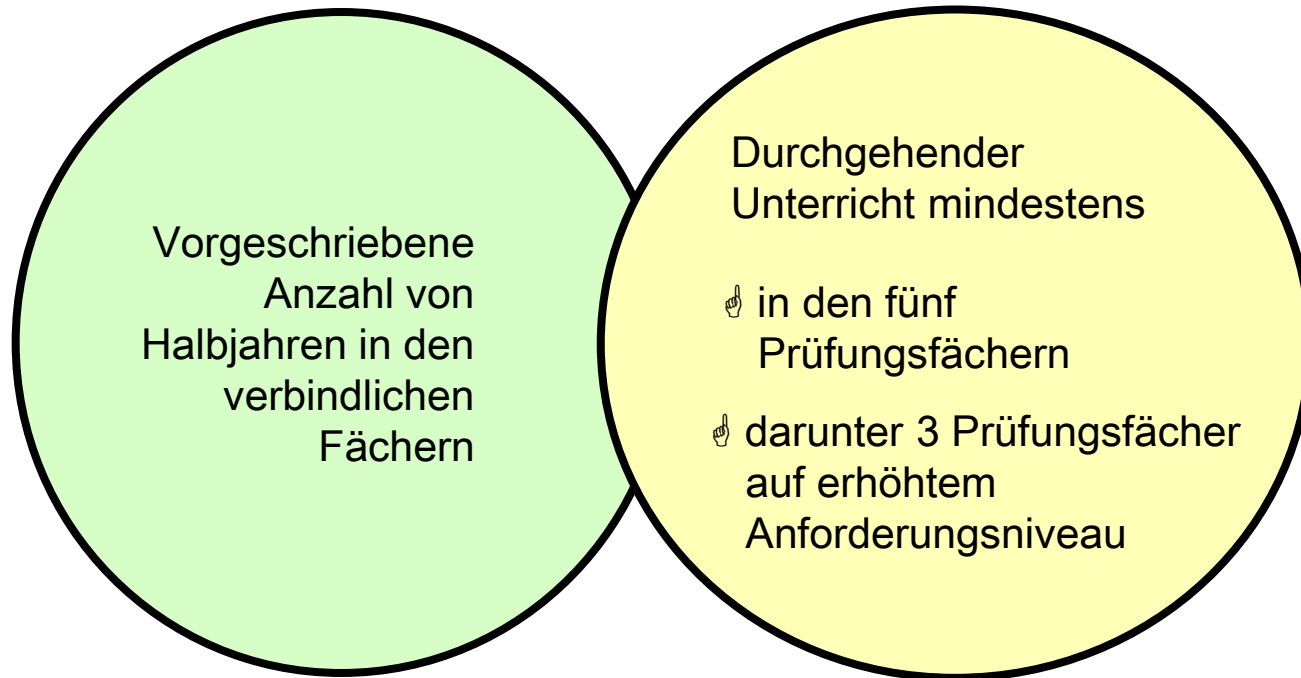 Vorgeschriebene
Anzahl von
Halbjahren in den
verbindlichen
Fächern
Durchgehender
Unterricht mindestens
☝ in den fünf
Prüfungsfächern
☝ darunter 3 Prüfungsfächer
auf erhöhtem
Anforderungsniveau